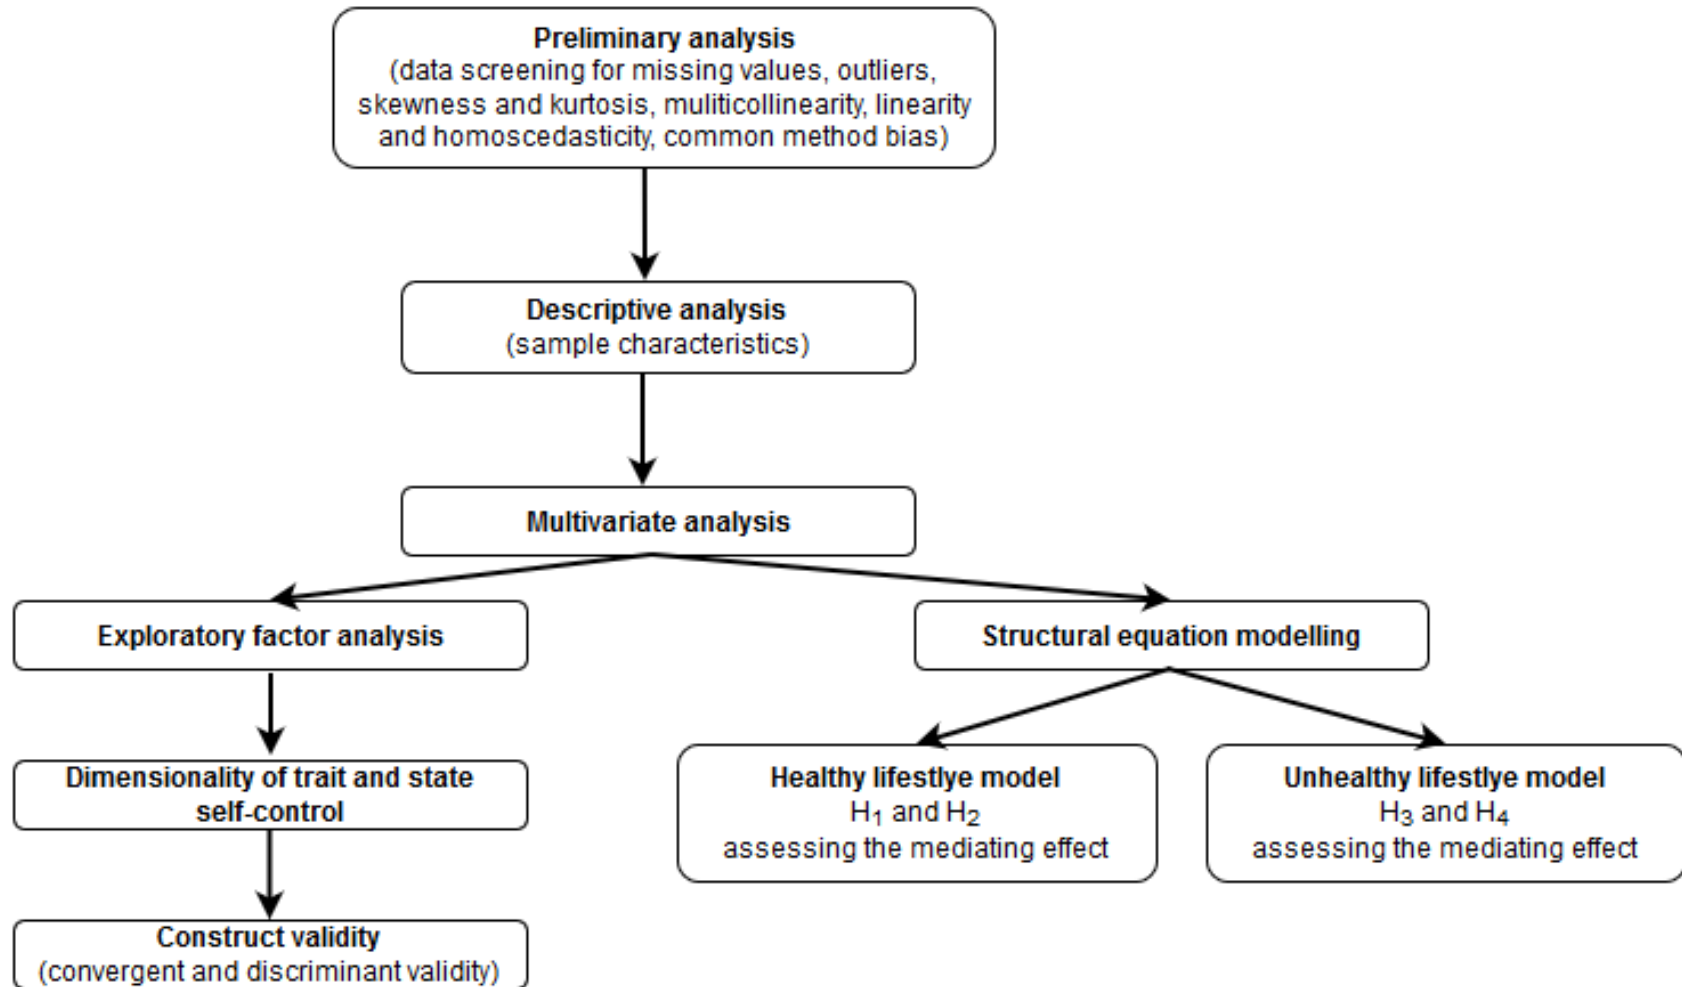 Preliminary analysis
(data screening for missing values, outliers,
skewness and kurtosis, muliticollinearity, linearity
and homoscedasticity, common method bias)
Descriptive analysis
(sample characteristics)
Multivariate analysis
Exploratory factor analysis
Structural equation modelling
Dimensionality of trait and state
self-control
Healthy lifestlye model
H₁ and H₂
assessing the mediating effect
Unhealthy lifestlye model
H₃ and H₄
assessing the mediating effect
Construct validity
(convergent and discriminant validity)